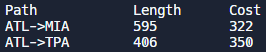 Path Length Cost
ATL->MIA 595 322
ATL->TPA 406 350